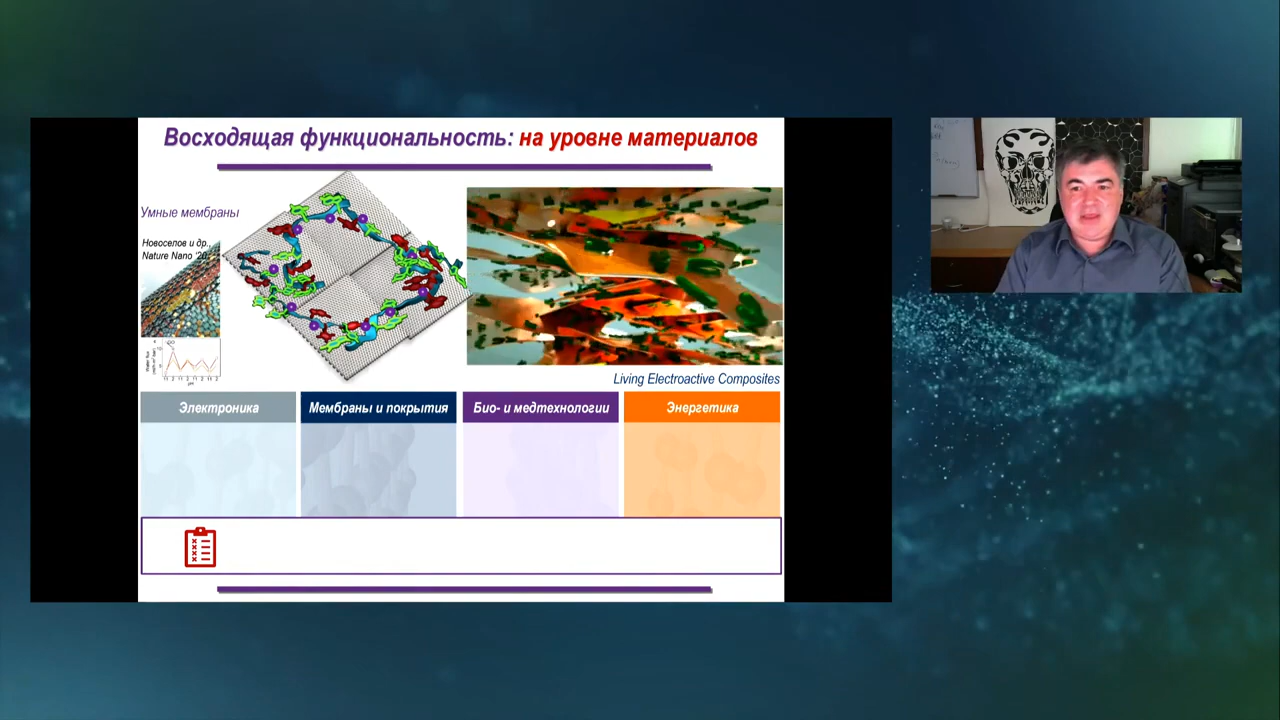 Восходящая функциональность: на уровне материалов
Умные мембраны
Новоселов и др.,
Nature Nano '20
Living Electroactive Composites
Электроника
Мембраны и покрытия
Био- и медтехнологии
Энергетика